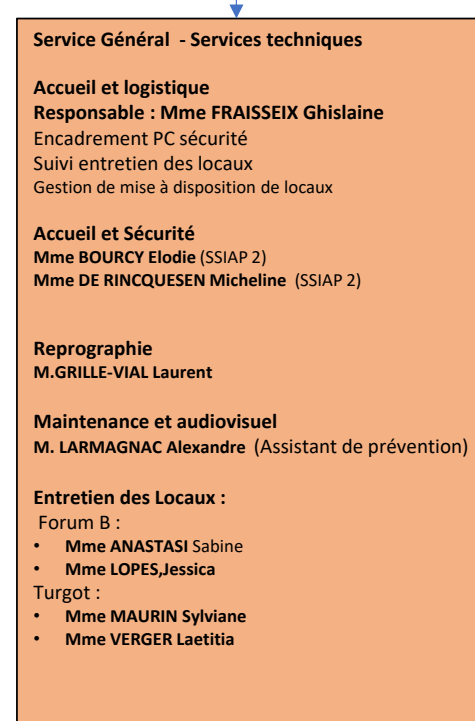 Service Général - Services techniques
Accueil et logistique
Responsable : Mme FRAISSEIX Ghislaine
Encadrement PC sécurité
Suivi entretien des locaux
Gestion de mise à disposition de locaux
Accueil et Sécurité
Mme BOURCY Elodie (SSIAP 2)
Mme DE RINCQUESEN Micheline (SSIAP 2)
Reprographie
M.GRILLE-VIAL Laurent
Maintenance et audiovisuel
M. LARMAGNAC Alexandre (Assistant de prévention)
Entretien des Locaux :
Forum B :
• Mme ANASTASI Sabine
• Mme LOPES,Jessica
Turgot :
• Mme MAURIN Sylviane
• Mme VERGER Laetitia